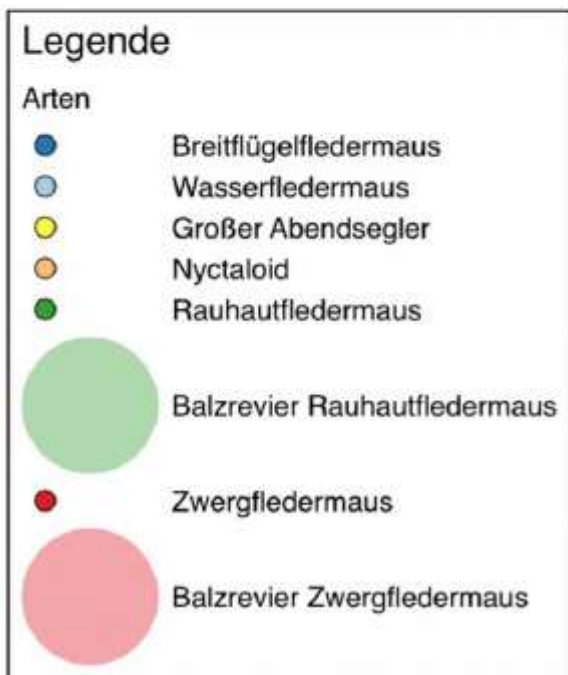 Legende
Arten
Breitflügelfledermaus
Wasserfledermaus
Großer Abendsegler
Nyctaloid
Rauhautfledermaus
Balzrevier Rauhautfledermaus
Zwergfledermaus
Balzrevier Zwergfledermaus